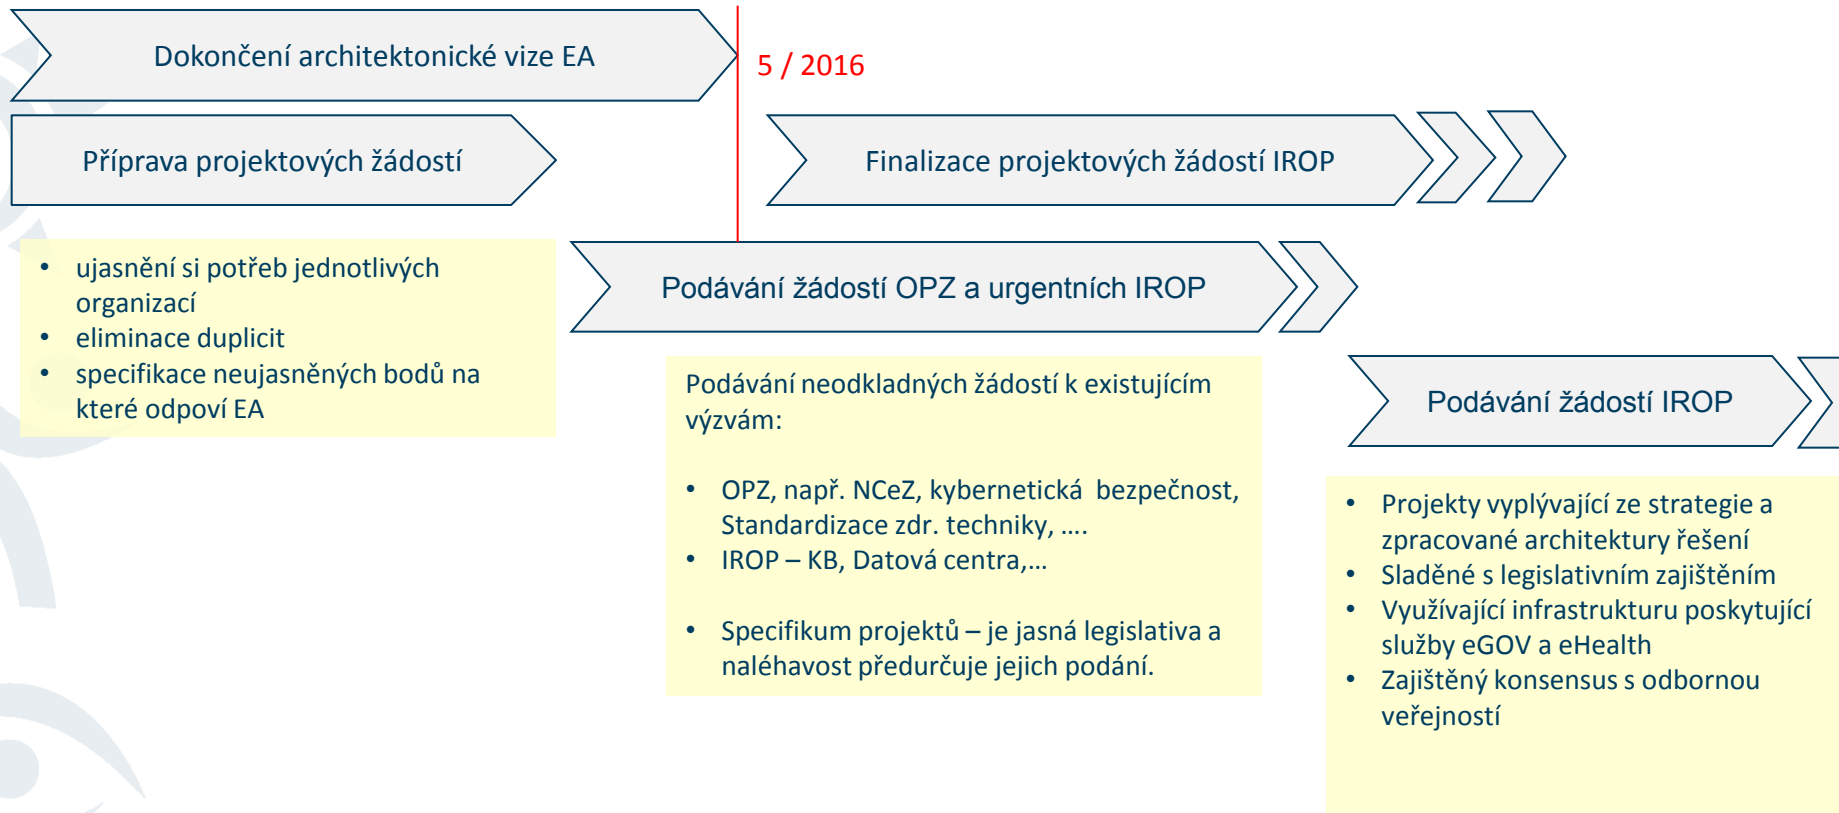 Dokončení architektonické vize EA
5 / 2016
Příprava projektových žádostí
Finalizace projektových žádostí IROP
• ujasnění si potřeb jednotlivých
organizací
• eliminace duplicit
• specifikace neujasněných bodů na
které odpoví EA
Podávání žádostí OPZ a urgentních IROP
Podávání neodkladných žádostí k existujícím
výzvám:
• OPZ, např. NCeZ, kybernetická  bezpečnost,
Standardizace zdr. techniky, ….
• IROP – KB, Datová centra,…
• Specifikum projektů – je jasná legislativa a
naléhavost předurčuje jejich podání.
Podávání žádostí IROP
• Projekty vyplývající ze strategie a
zpracované architektury řešení
• Sladěné s legislativním zajištěním
• Využívající infrastrukturu poskytující
služby eGOV a eHealth
• Zajištěný konsensus s odbornou
veřejností